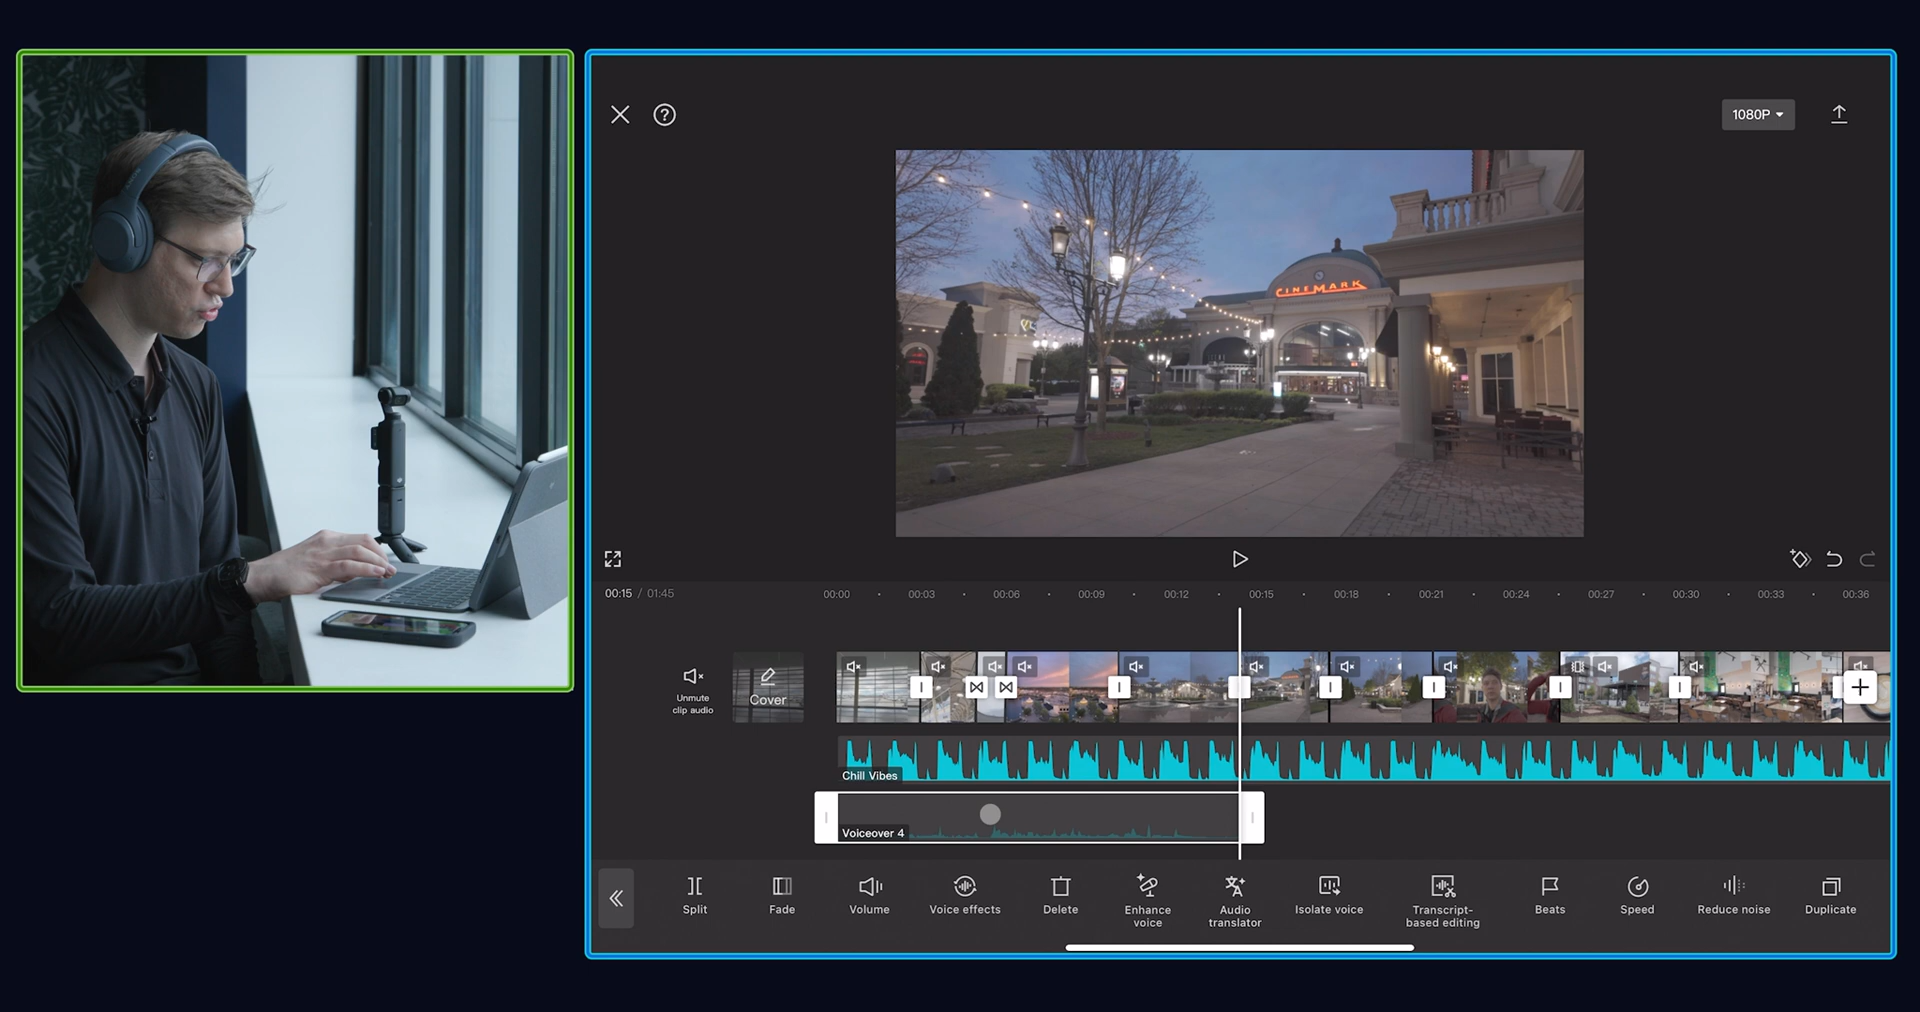 1080P
CINEMARK
00:15 / 01:45
00:00 00:03 00:06 00:09 00:12 00:15 00:18 00:21 00:24 00:27 00:30 00:33 00:36
Unmute
clip audio
Cover
Chill Vibes
Voiceover 4
Split
Fade
Volume
Voice effects
Delete
Enhance
voice
Audio
translator
Isolate voice
Transcript-
based editing
Beats
Speed
Reduce noise
Duplicate